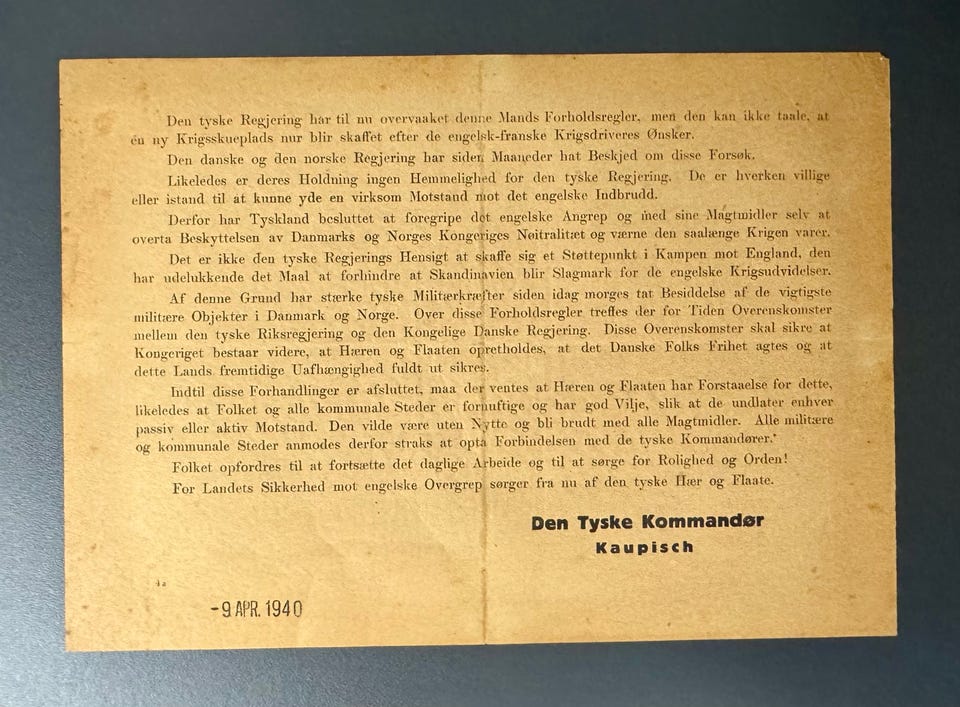 Den tyske Regjering har til nu overvaaket denne Mands Forholdsregler, men den kan ikke taale, at
en ny Krigsskueplads nur blir skaffet efter de engelsk-franske Krigsdriveres Ønsker.
Den danske og den norske Regjering har siden Maaneder hat Beskjed om disse Forsøk.
Likeledes er deres Holdning ingen Hemmelighed for den tyske Regjering. De er hverken villige
eller istand til at kunne yde en virksom Motstand mot det engelske Indbrudd.
Derfor har Tyskland besluttet at foregripe det engelske Angrep og med sine Magtmidler selv at
overta Beskyttelsen av Danmarks og Norges Kongeriges Nøitralitæt og værne den saalænge Krigen varer.
Det er ikke den tyske Regjerings Hensigt at skaffe sig et Støttepunkt i Kampen mot England, den
har udelukkende det Maal at forhindre at Skandinavien blir Slagmark for de engelske Krigsudvidelser.
Af denne Grund har stærke tyske Militærkræfter siden idag morges tat Besiddelse af de vigtigste
militære Objekter i Danmark og Norge. Over disse Forholdsregler treffes der for Tiden Overenskomster
mellem den tyske Riksregjering og den Kongelige Danske Regjering. Disse Overenskomster skal sikre at
Kongeriget bestaar videre, at Hæren og Flaaten opretholdes, at det Danske Folks Frihet agtes og at
dette Lands fremtidige Uafhængighed fuldt ut sikres.
Indtil disse Forhandlinger er afsluttet, maa der ventes at Hæren og Flaaten har Forstaaelse for dette,
likeledes at Folket og alle kommunale Steder er fornuftige og har god Vilje, slik at de undlater enhver
passiv eller aktiv Motstand. Den vilde være uten Nytte og bli brudt med alle Magtmidler. Alle militære
og kommunale Steder anmodes derfor straks at opta Forbindelsen med de tyske Kommandører.
Folket opfordres til at fortsætte det daglige Arbeide og til at sørge for Rolighed og Orden!
For Landets Sikkerhed mot engelske Overgrep sørger fra nu af den tyske Hær og Flaate.
Den Tyske Kommandør
Kaupisch
4a
-9 APR. 1940